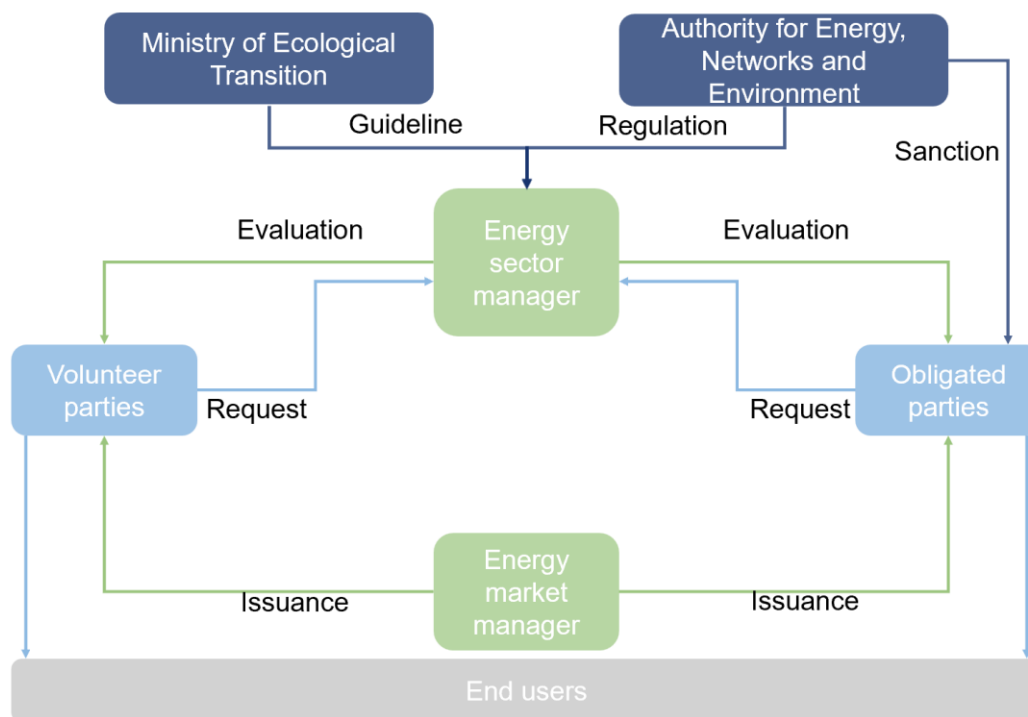 Ministry of Ecological
Transition
Authority for Energy,
Networks and
Environment
Guideline
Regulation
Sanction
Evaluation
Energy
sector
manager
Evaluation
Volunteer
parties
Request
Obligated
parties
Request
Energy
market
manager
Issuance
Issuance
End users